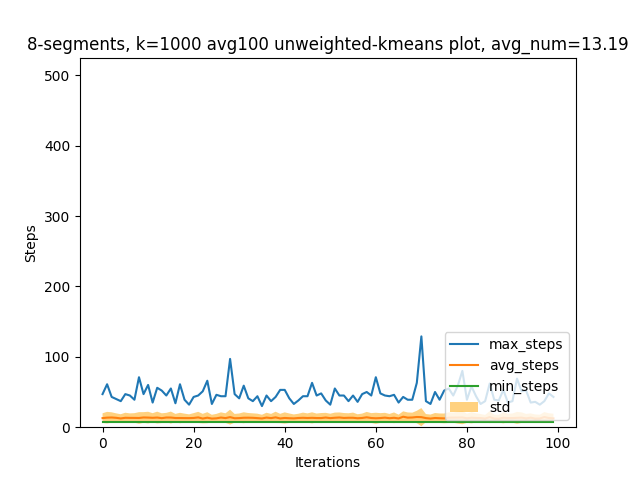 8-segments, k=1000 avg100 unweighted-kmeans plot, avg_num=13.19
500
400
300
200
100
0
Steps
max_steps
avg_steps
min_steps
std
0
20
40
60
80
100
Iterations